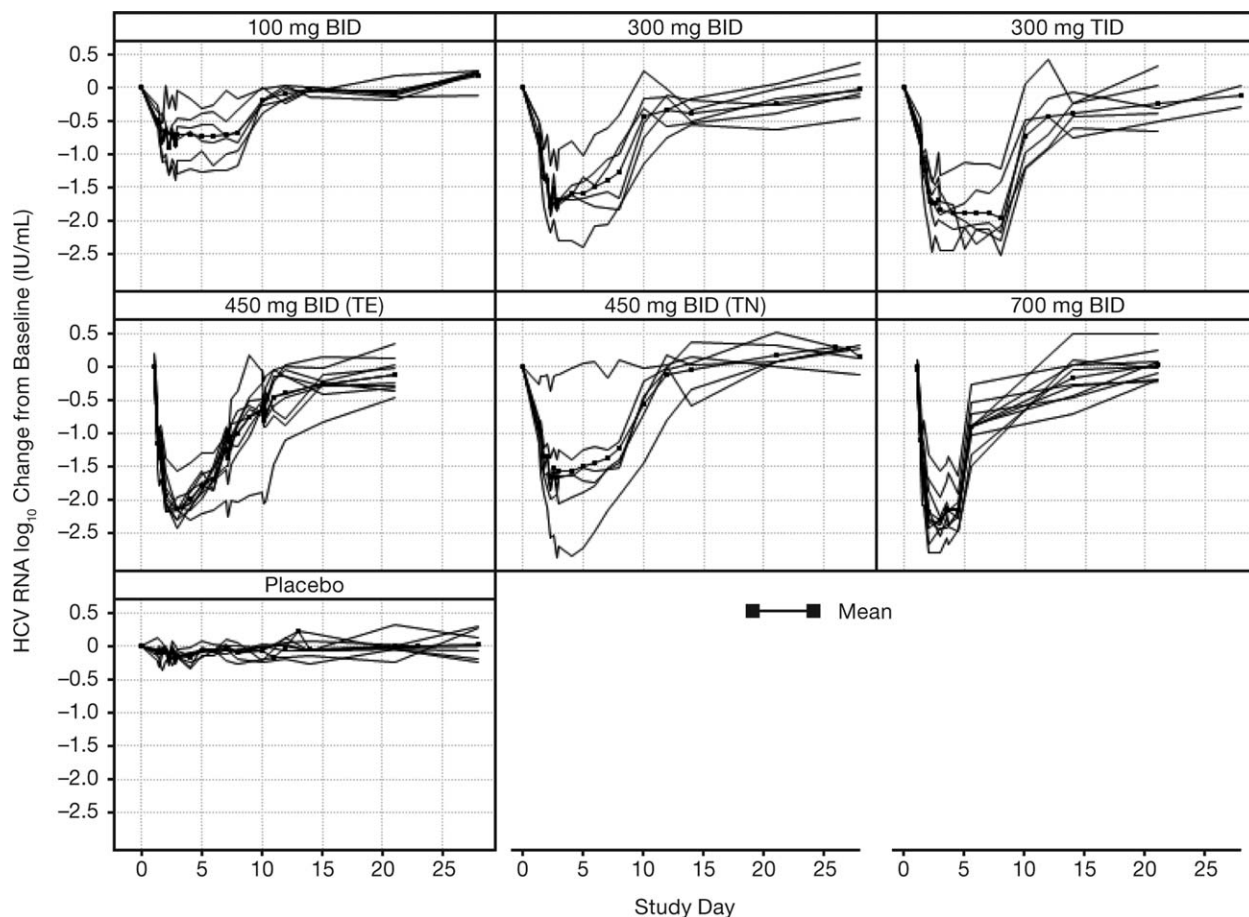 100 mg BID
300 mg BID
300 mg TID
0.5
0
−0.5
−1.0
−1.5
−2.0
−2.5
450 mg BID (TE)
450 mg BID (TN)
700 mg BID
0.5
0
−0.5
−1.0
−1.5
−2.0
−2.5
Placebo
0.5
0
−0.5
−1.0
−1.5
−2.0
−2.5
Mean
HCV RNA log₁₀ Change from Baseline (IU/mL)
0 5 10 15 20 25
0 5 10 15 20 25
0 5 10 15 20 25
Study Day